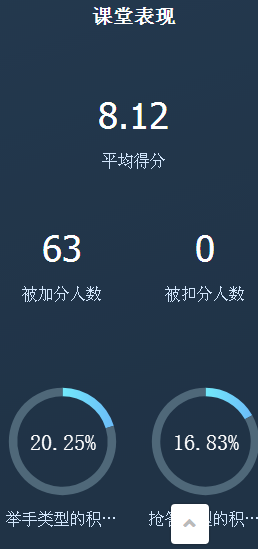 课堂表现
8.12
平均得分
63 0
被加分人数 被扣分人数
20.25% 16.83%
举手类型的积… 抢答类型的积…